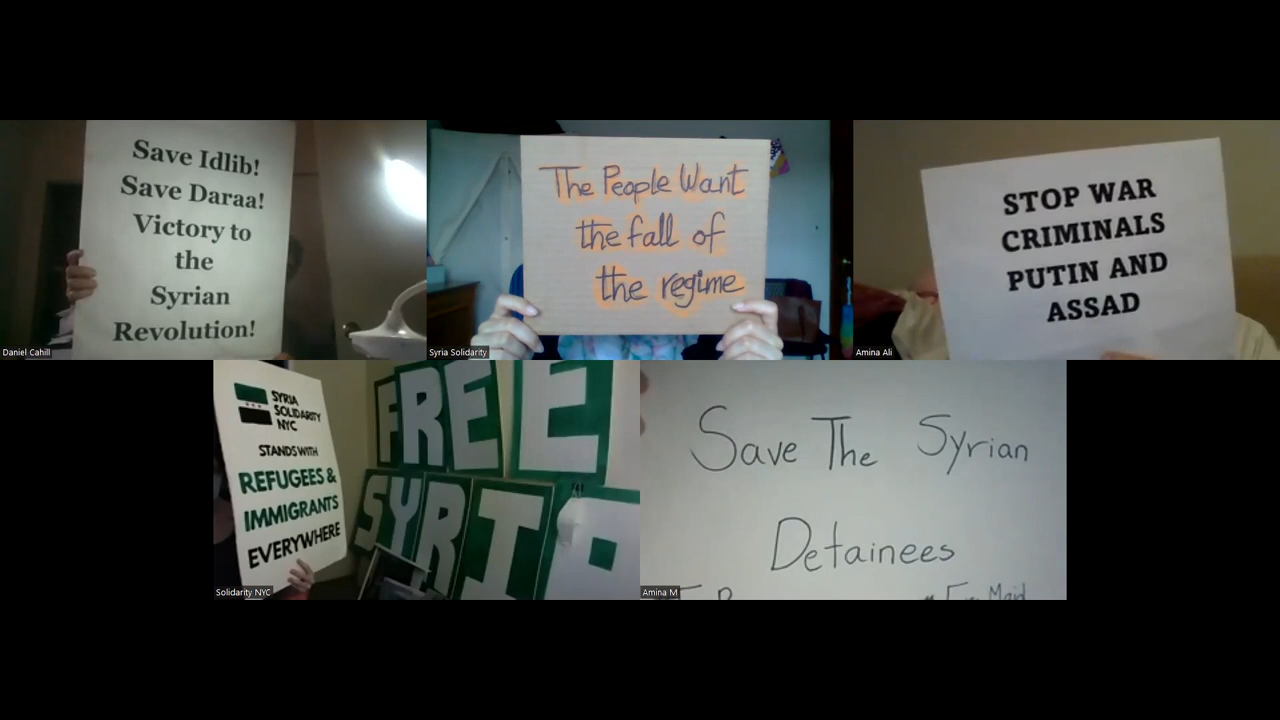 Save Idlib!
Save Daraa!
Victory to
the
Syrian
Revolution!
Daniel Cahill
The People Want
the fall of
the regime
Syria Solidarity
STOP WAR
CRIMINALS
PUTIN AND
ASSAD
Amina Ali
SYRIA
SOLIDARITY
NYC
STANDS WITH
REFUGEES &
IMMIGRANTS
EVERYWHERE
FREE
SYRIA
Solidarity NYC
Save The Syrian
Detainees
Amina M